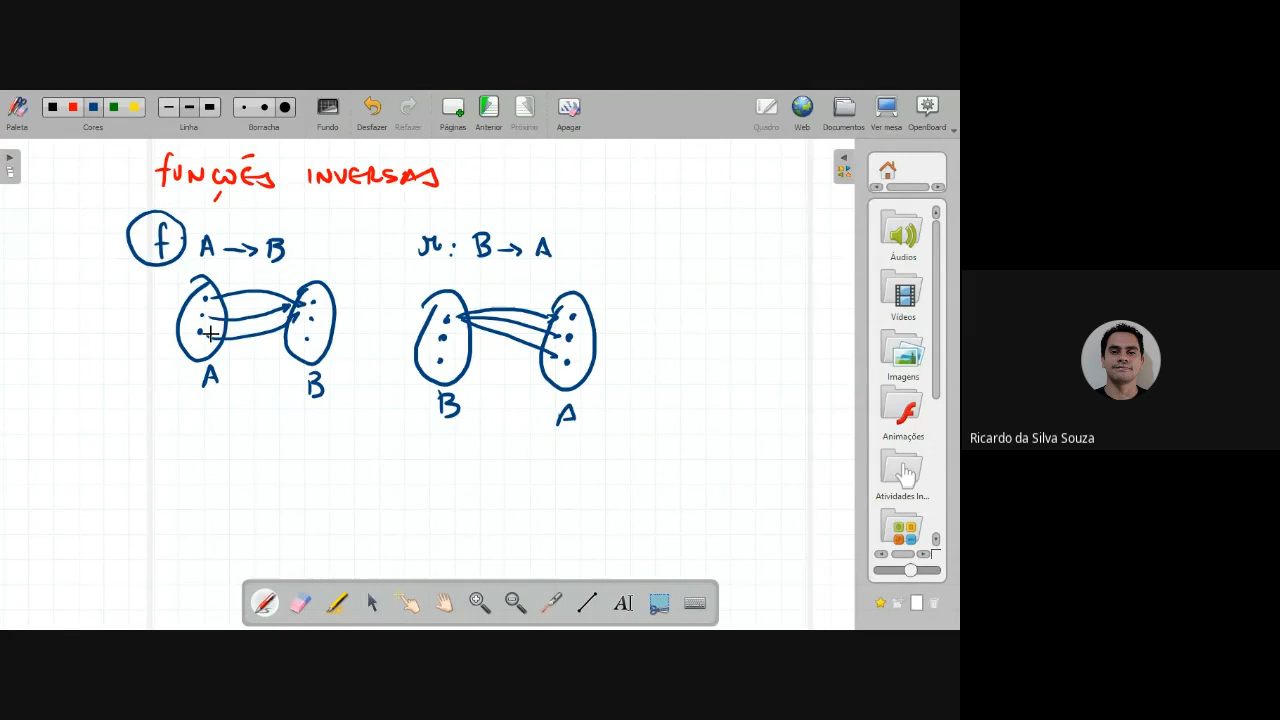 Paleta Cores Linha Borracha Fundo Desfazer Refazer Páginas Anterior Próximo Apagar Quadro Web Documentos Ver mesa OpenBoard
FUNÇÕES INVERSAS
f A → B
r: B → A
A
B
B
A
Áudios
Vídeos
Imagens
Animações
Atividades In...
AI
Ricardo da Silva Souza